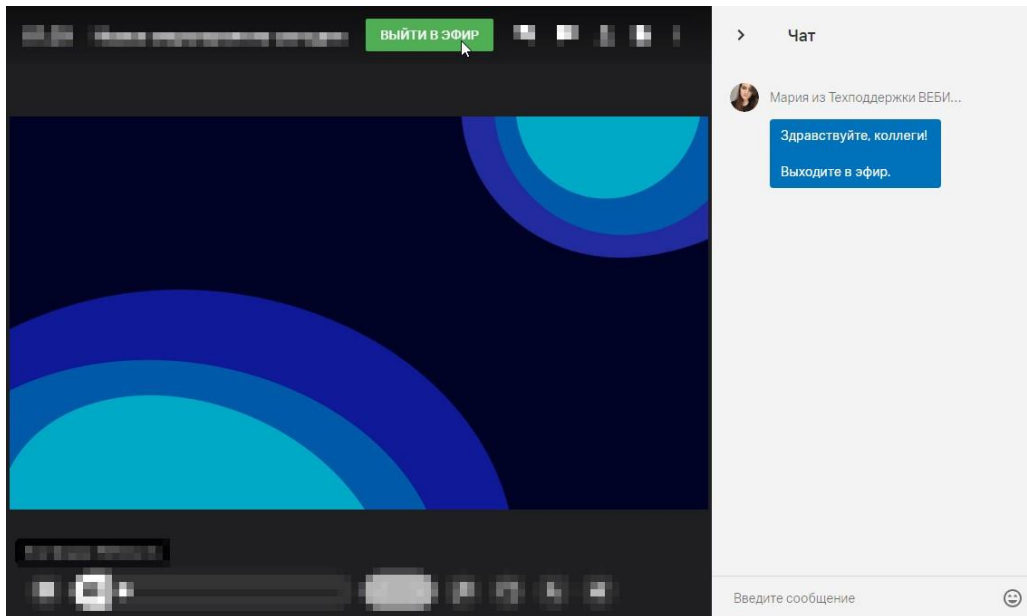 ВЫЙТИ В ЭФИР
Чат
Мария из Техподдержки ВЕБИ...
Здравствуйте, коллеги!
Выходите в эфир.
Введите сообщение